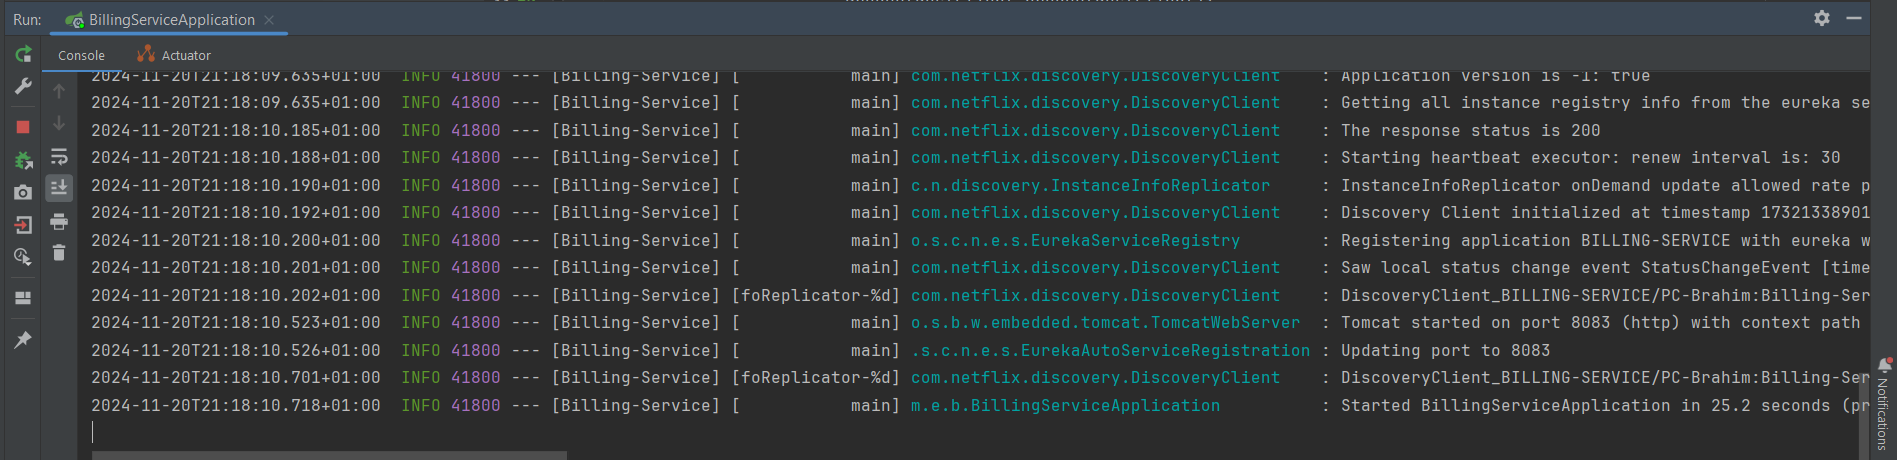 Run: BillingServiceApplication
Console Actuator
2024-11-20T21:18:09.635+01:00 INFO 41800 --- [Billing-Service] [ main] com.netflix.discovery.DiscoveryClient : Application version is -1: true
2024-11-20T21:18:09.635+01:00 INFO 41800 --- [Billing-Service] [ main] com.netflix.discovery.DiscoveryClient : Getting all instance registry info from the eureka se
2024-11-20T21:18:10.185+01:00 INFO 41800 --- [Billing-Service] [ main] com.netflix.discovery.DiscoveryClient : The response status is 200
2024-11-20T21:18:10.188+01:00 INFO 41800 --- [Billing-Service] [ main] com.netflix.discovery.DiscoveryClient : Starting heartbeat executor: renew interval is: 30
2024-11-20T21:18:10.190+01:00 INFO 41800 --- [Billing-Service] [ main] c.n.discovery.InstanceInfoReplicator : InstanceInfoReplicator onDemand update allowed rate p
2024-11-20T21:18:10.192+01:00 INFO 41800 --- [Billing-Service] [ main] com.netflix.discovery.DiscoveryClient : Discovery Client initialized at timestamp 17321338901
2024-11-20T21:18:10.200+01:00 INFO 41800 --- [Billing-Service] [ main] o.s.c.n.e.s.EurekaServiceRegistry : Registering application BILLING-SERVICE with eureka w
2024-11-20T21:18:10.201+01:00 INFO 41800 --- [Billing-Service] [ main] com.netflix.discovery.DiscoveryClient : Saw local status change event StatusChangeEvent [time
2024-11-20T21:18:10.202+01:00 INFO 41800 --- [Billing-Service] [foReplicator-%d] com.netflix.discovery.DiscoveryClient : DiscoveryClient_BILLING-SERVICE/PC-Brahim:Billing-Ser
2024-11-20T21:18:10.523+01:00 INFO 41800 --- [Billing-Service] [ main] o.s.b.w.embedded.tomcat.TomcatWebServer : Tomcat started on port 8083 (http) with context path
2024-11-20T21:18:10.526+01:00 INFO 41800 --- [Billing-Service] [ main] .s.c.n.e.s.EurekaAutoServiceRegistration : Updating port to 8083
2024-11-20T21:18:10.701+01:00 INFO 41800 --- [Billing-Service] [foReplicator-%d] com.netflix.discovery.DiscoveryClient : DiscoveryClient_BILLING-SERVICE/PC-Brahim:Billing-Ser
2024-11-20T21:18:10.718+01:00 INFO 41800 --- [Billing-Service] [ main] m.e.b.BillingServiceApplication : Started BillingServiceApplication in 25.2 seconds (pr
Notifications